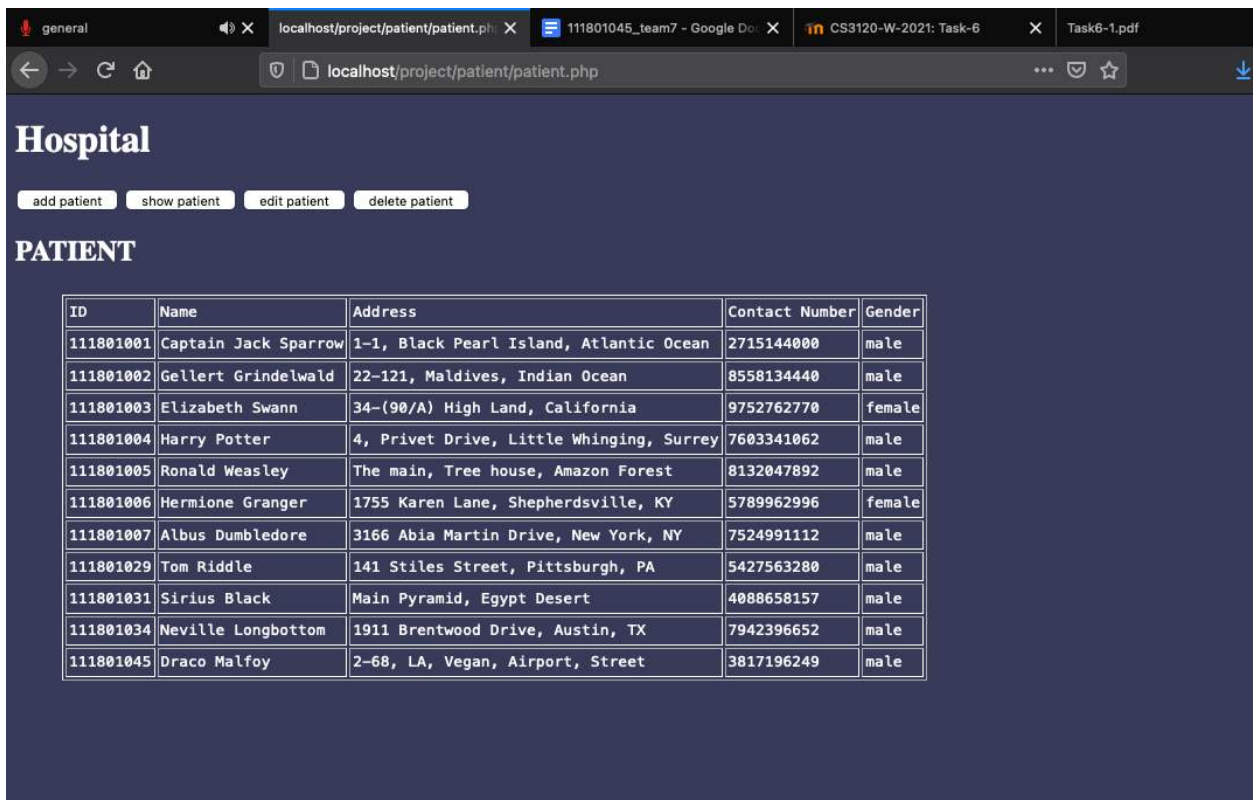 general localhost/project/patient/patient.ph 111801045_team7 - Google Do CS3120-W-2021: Task-6 Task6-1.pdf
localhost/project/patient/patient.php
Hospital
add patient show patient edit patient delete patient
PATIENT
ID Name Address Contact Number Gender
111801001 Captain Jack Sparrow 1-1, Black Pearl Island, Atlantic Ocean 2715144000 male
111801002 Gellert Grindelwald 22-121, Maldives, Indian Ocean 8558134440 male
111801003 Elizabeth Swann 34-(90/A) High Land, California 9752762770 female
111801004 Harry Potter 4, Privet Drive, Little Whinging, Surrey 7603341062 male
111801005 Ronald Weasley The main, Tree house, Amazon Forest 8132047892 male
111801006 Hermione Granger 1755 Karen Lane, Shepherdsville, KY 5789962996 female
111801007 Albus Dumbledore 3166 Abia Martin Drive, New York, NY 7524991112 male
111801029 Tom Riddle 141 Stiles Street, Pittsburgh, PA 5427563280 male
111801031 Sirius Black Main Pyramid, Egypt Desert 4088658157 male
111801034 Neville Longbottom 1911 Brentwood Drive, Austin, TX 7942396652 male
111801045 Draco Malfoy 2-68, LA, Vegan, Airport, Street 3817196249 male